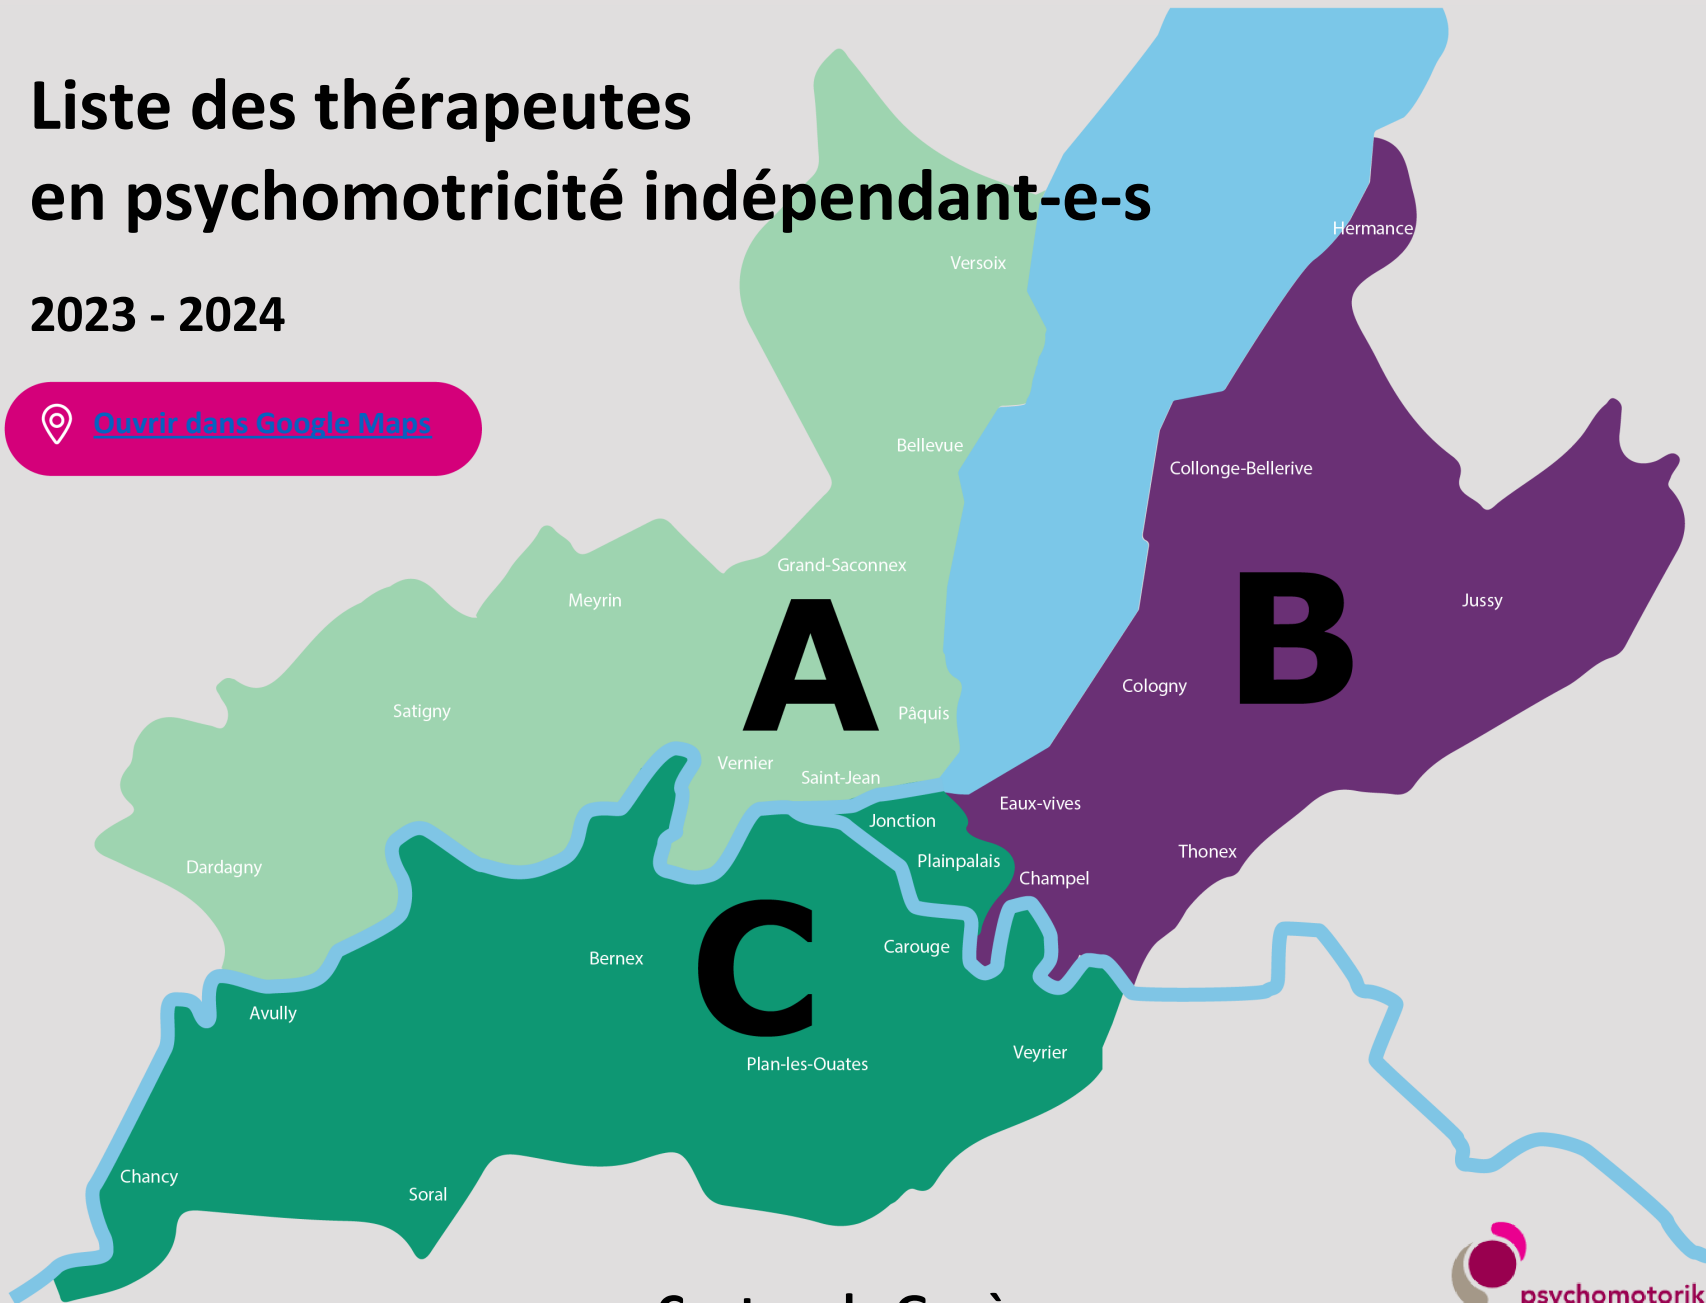 Liste des thérapeutes
en psychomotricité indépendant-e-s
2023 - 2024
Ouvrir dans Google Maps
Hermance
Versoix
Bellevue
Collonge-Bellerive
Grand-Saconnex
Meyrin
Jussy
A
B
Cologny
Satigny
Pâquis
Vernier
Saint-Jean
Eaux-vives
Jonction
Thonex
Plainpalais
Dardagny
Champel
Carouge
Bernex
C
Avully
Veyrier
Plan-les-Ouates
Chancy
Soral
psychomotorik